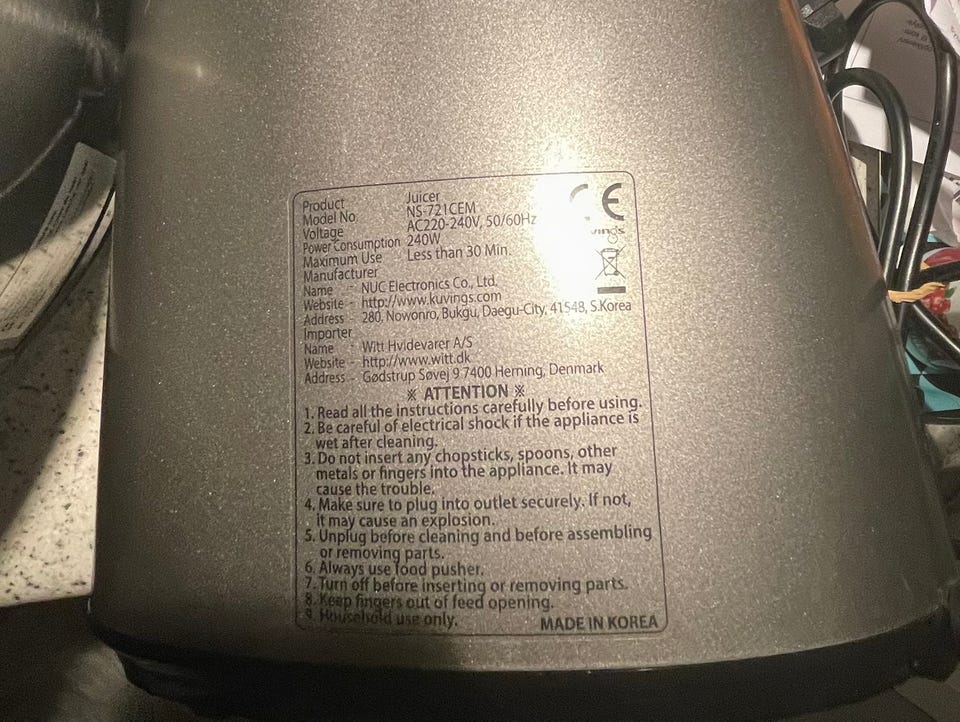 Product Juicer
Model No NS-721CEM
Voltage AC220-240V, 50/60Hz
Power Consumption 240W
Maximum Use Less than 30 Min.
Manufacturer
Name - NUC Electronics Co., Ltd.
Website - http://www.kuvings.com
Address - 280, Nowonro, Bukgu, Daegu-City, 41548, S.Korea
Importer
Name - Witt Hvidevarer A/S
Website - http://www.witt.dk
Address - Gødstrup Søvej 9 7400 Herning, Denmark
※ ATTENTION ※
1. Read all the instructions carefully before using.
2. Be careful of electrical shock if the appliance is
wet after cleaning.
3. Do not insert any chopsticks, spoons, other
metals or fingers into the appliance. It may
cause the trouble.
4. Make sure to plug into outlet securely. If not,
it may cause an explosion.
5. Unplug before cleaning and before assembling
or removing parts.
6. Always use food pusher.
7. Turn off before inserting or removing parts.
8. Keep fingers out of feed opening.
9. Household use only.
MADE IN KOREA
CE